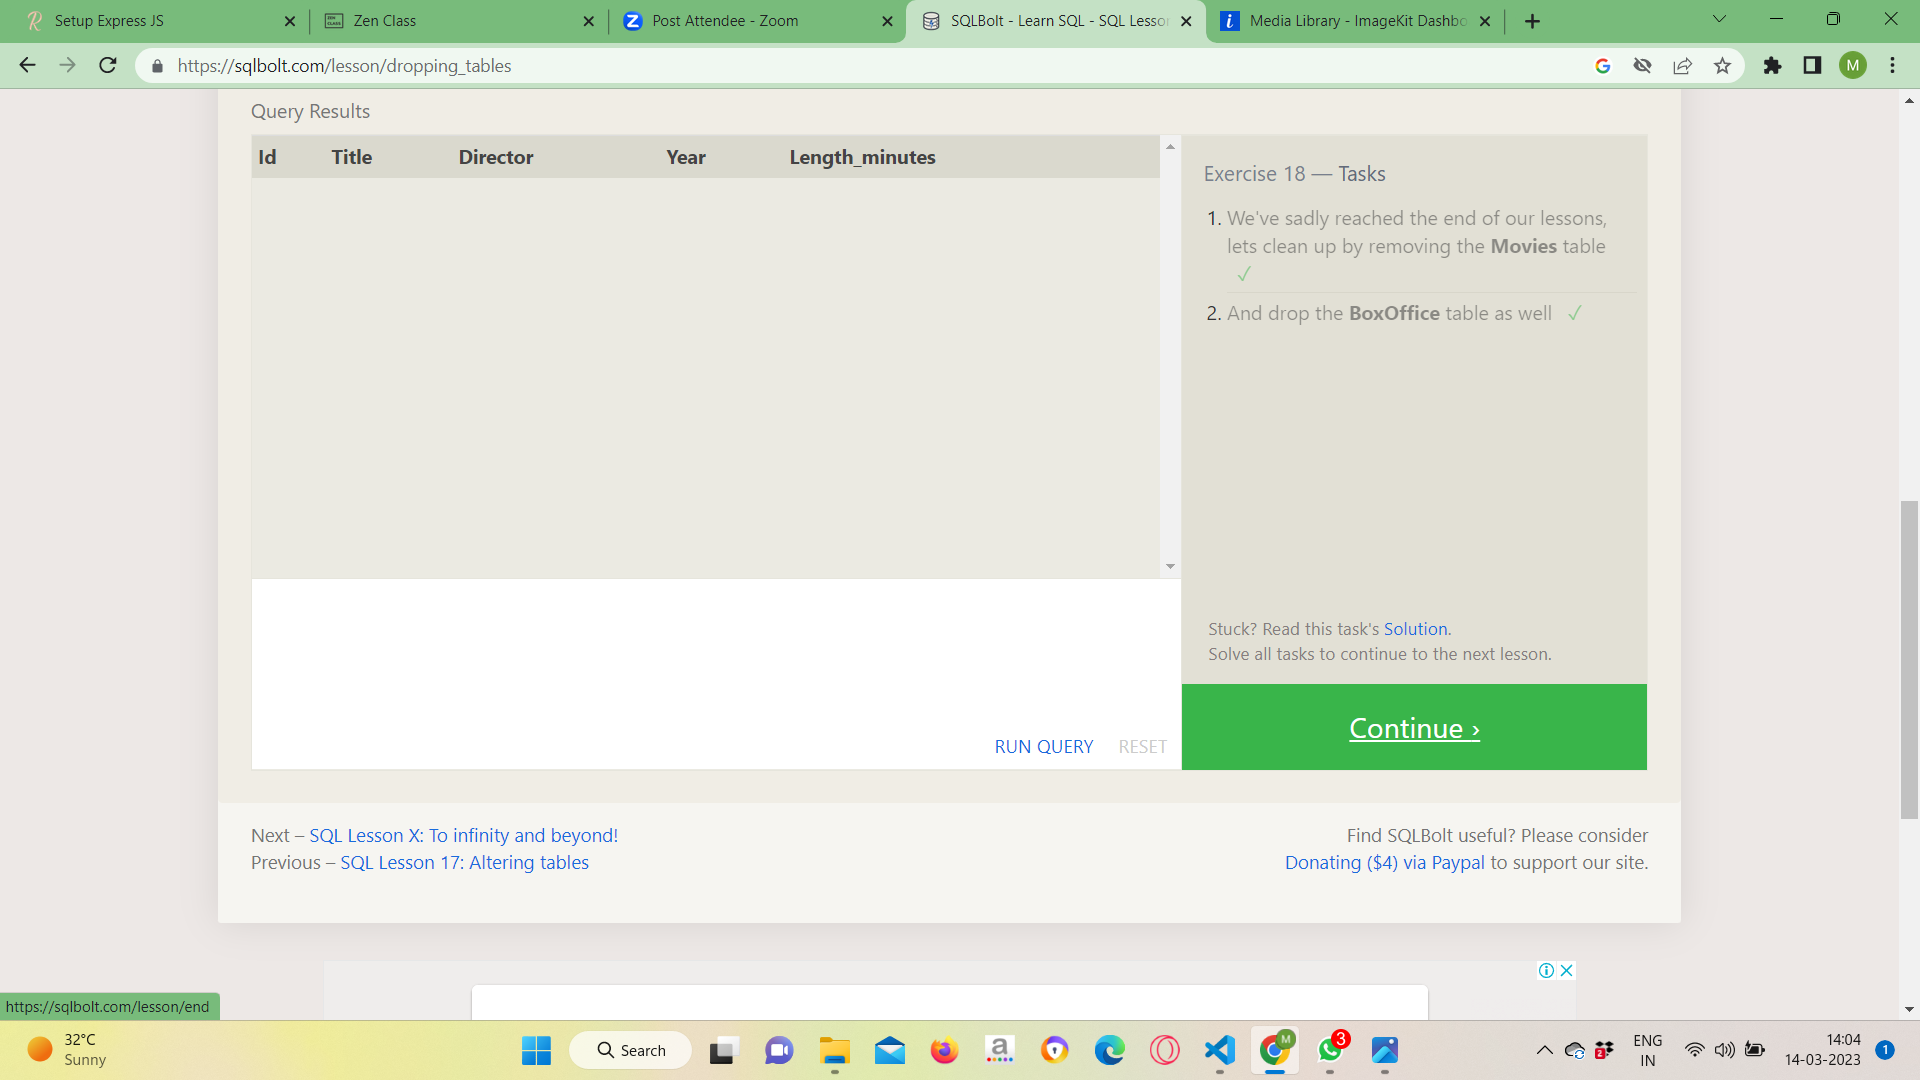 Setup Express JS
ZEN CLASS
Zen Class
Post Attendee - Zoom
SQLBolt - Learn SQL - SQL Lesson
Media Library - ImageKit Dashbo
https://sqlbolt.com/lesson/dropping_tables
M
Query Results
Id Title Director Year Length_minutes
Exercise 18 — Tasks
1. We've sadly reached the end of our lessons,
lets clean up by removing the Movies table
✓
2. And drop the BoxOffice table as well ✓
Stuck? Read this task's Solution.
Solve all tasks to continue to the next lesson.
RUN QUERY RESET
Continue ›
Next – SQL Lesson X: To infinity and beyond!
Previous – SQL Lesson 17: Altering tables
Find SQLBolt useful? Please consider
Donating ($4) via Paypal to support our site.
https://sqlbolt.com/lesson/end
32°C
Sunny
Search
a
M
3
2
ENG
IN
14:04
14-03-2023
1